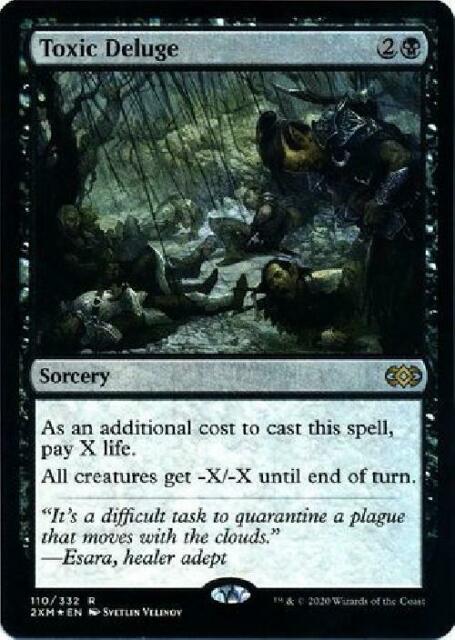 Toxic Deluge 2
Sorcery
As an additional cost to cast this spell,
pay X life.
All creatures get -X/-X until end of turn.
"It's a difficult task to quarantine a plague
that moves with the clouds."
—Esara, healer adept
110/332 R
™ & © 2020 Wizards of the Coast
2XM★EN Svetlin Velinov